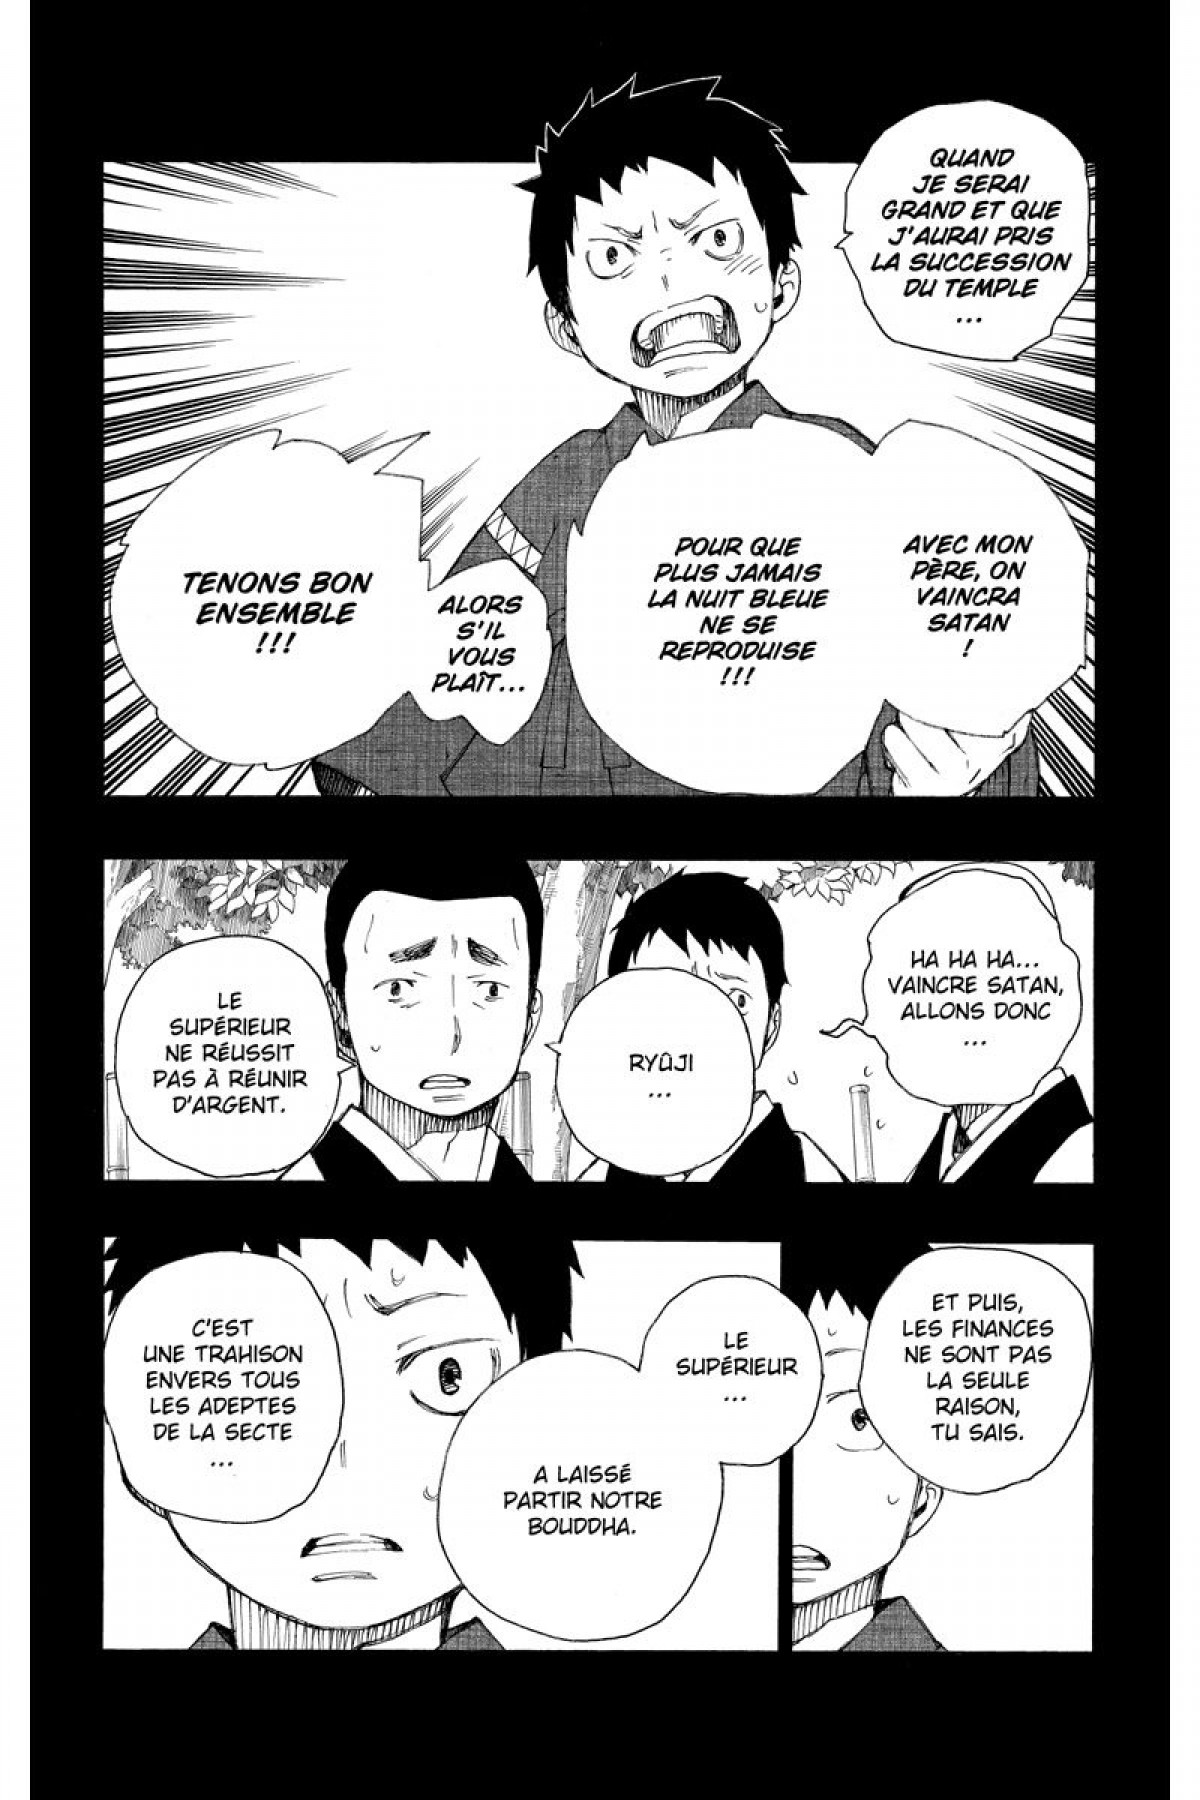 QUAND
JE SERAI
GRAND ET QUE
J'AURAI PRIS
LA SUCCESSION
DU TEMPLE
...
AVEC MON
PÈRE, ON
VAINCRA
SATAN
!
POUR QUE
PLUS JAMAIS
LA NUIT BLEUE
NE SE
REPRODUISE
!!!
ALORS
S'IL
VOUS
PLAÎT...
TENONS BON
ENSEMBLE
!!!
HA HA HA...
VAINCRE SATAN,
ALLONS DONC
...
RYÛJI
...
LE
SUPÉRIEUR
NE RÉUSSIT
PAS À RÉUNIR
D'ARGENT.
ET PUIS,
LES FINANCES
NE SONT PAS
LA SEULE
RAISON,
TU SAIS.
LE
SUPÉRIEUR
...
A LAISSÉ
PARTIR NOTRE
BOUDDHA.
C'EST
UNE TRAHISON
ENVERS TOUS
LES ADEPTES
DE LA SECTE
...